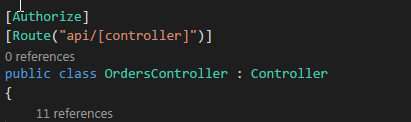 [Authorize]
[Route("api/[controller]")]
0 references
public class OrdersController : Controller
{
11 references